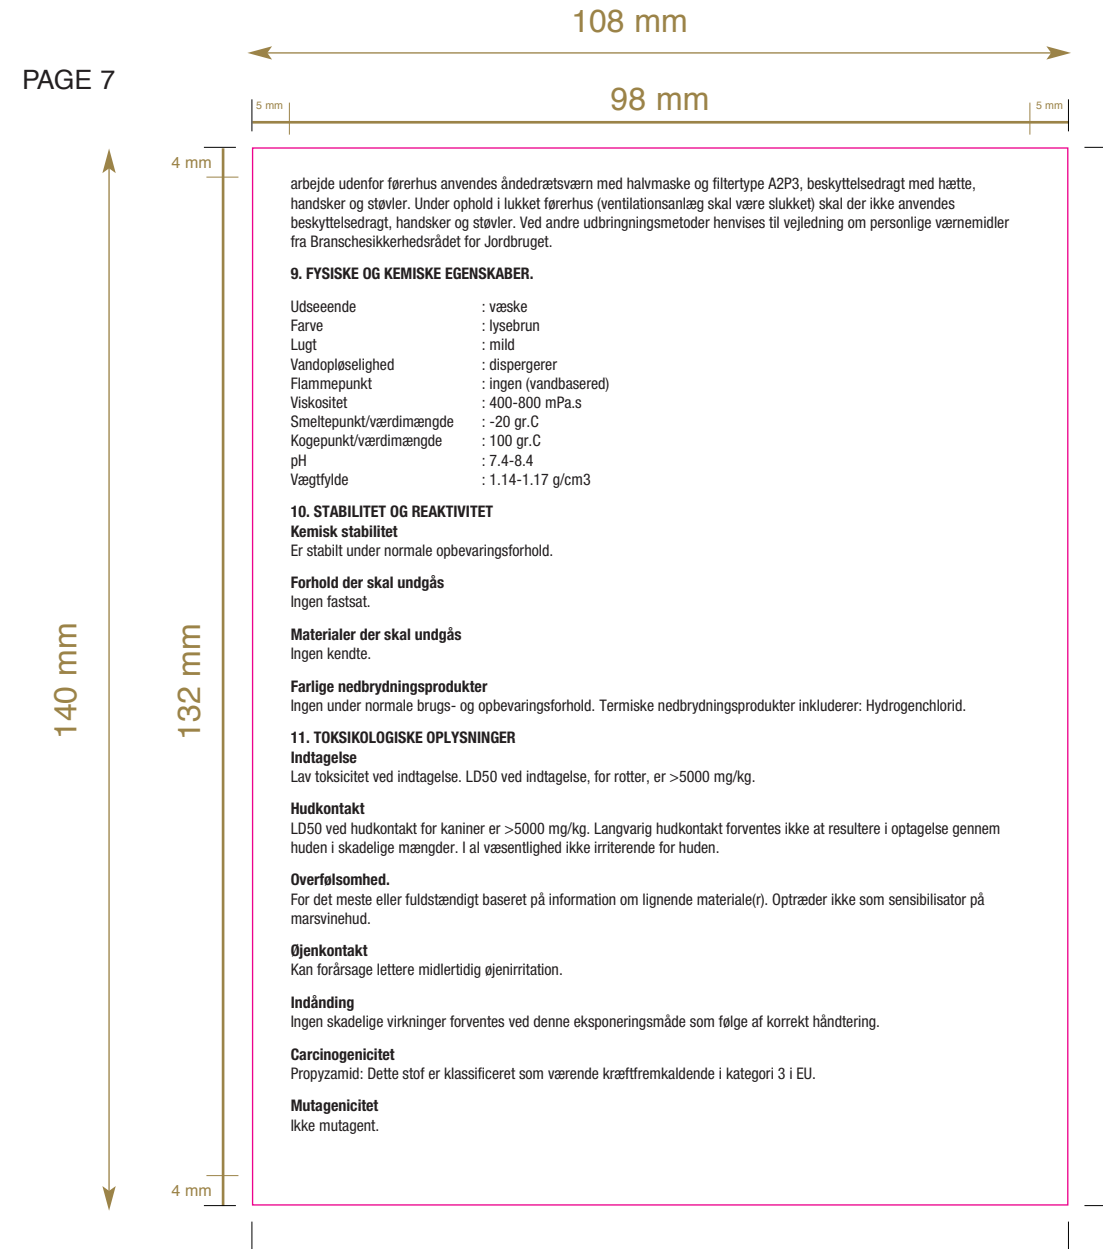 108 mm
PAGE 7
5 mm
98 mm
5 mm
4 mm
arbejde udenfor førerhus anvendes åndedrætsværn med halvmaske og filtertype A2P3, beskyttelsedragt med hætte,
handsker og støvler. Under ophold i lukket førerhus (ventilationsanlæg skal være slukket) skal der ikke anvendes
beskyttelsedragt, handsker og støvler. Ved andre udbringningsmetoder henvises til vejledning om personlige værnemidler
fra Branschesikkerhedsrådet for Jordbruget.
9. FYSISKE OG KEMISKE EGENSKABER.
Udseeende : væske
Farve : lysebrun
Lugt : mild
Vandopløselighed : dispergerer
Flammepunkt : ingen (vandbasered)
Viskositet : 400-800 mPa.s
Smeltepunkt/værdimængde : -20 gr.C
Kogepunkt/værdimængde : 100 gr.C
pH : 7.4-8.4
Vægtfylde : 1.14-1.17 g/cm3
10. STABILITET OG REAKTIVITET
Kemisk stabilitet
Er stabilt under normale opbevaringsforhold.
Forhold der skal undgås
Ingen fastsat.
Materialer der skal undgås
Ingen kendte.
Farlige nedbrydningsprodukter
Ingen under normale brugs- og opbevaringsforhold. Termiske nedbrydningsprodukter inkluderer: Hydrogenchlorid.
11. TOKSIKOLOGISKE OPLYSNINGER
Indtagelse
Lav toksicitet ved indtagelse. LD50 ved indtagelse, for rotter, er >5000 mg/kg.
Hudkontakt
LD50 ved hudkontakt for kaniner er >5000 mg/kg. Langvarig hudkontakt forventes ikke at resultere i optagelse gennem
huden i skadelige mængder. I al væsentlighed ikke irriterende for huden.
Overfølsomhed.
For det meste eller fuldstændigt baseret på information om lignende materiale(r). Optræder ikke som sensibilisator på
marsvinehud.
Øjenkontakt
Kan forårsage lettere midlertidig øjenirritation.
Indånding
Ingen skadelige virkninger forventes ved denne eksponeringsmåde som følge af korrekt håndtering.
Carcinogenicitet
Propyzamid: Dette stof er klassificeret som værende kræftfremkaldende i kategori 3 i EU.
Mutagenicitet
Ikke mutagent.
140 mm
132 mm
4 mm